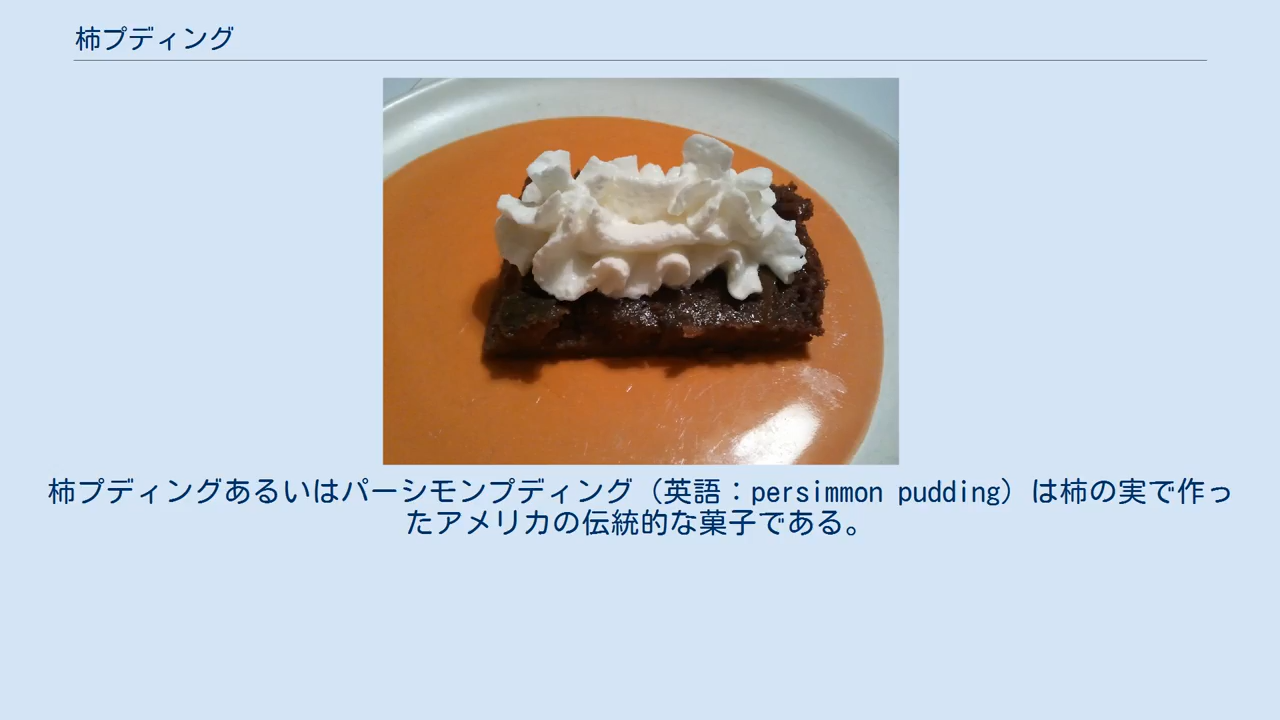 柿プディング
柿プディングあるいはパーシモンプディング（英語：persimmon pudding）は柿の実で作っ
たアメリカの伝統的な菓子である。